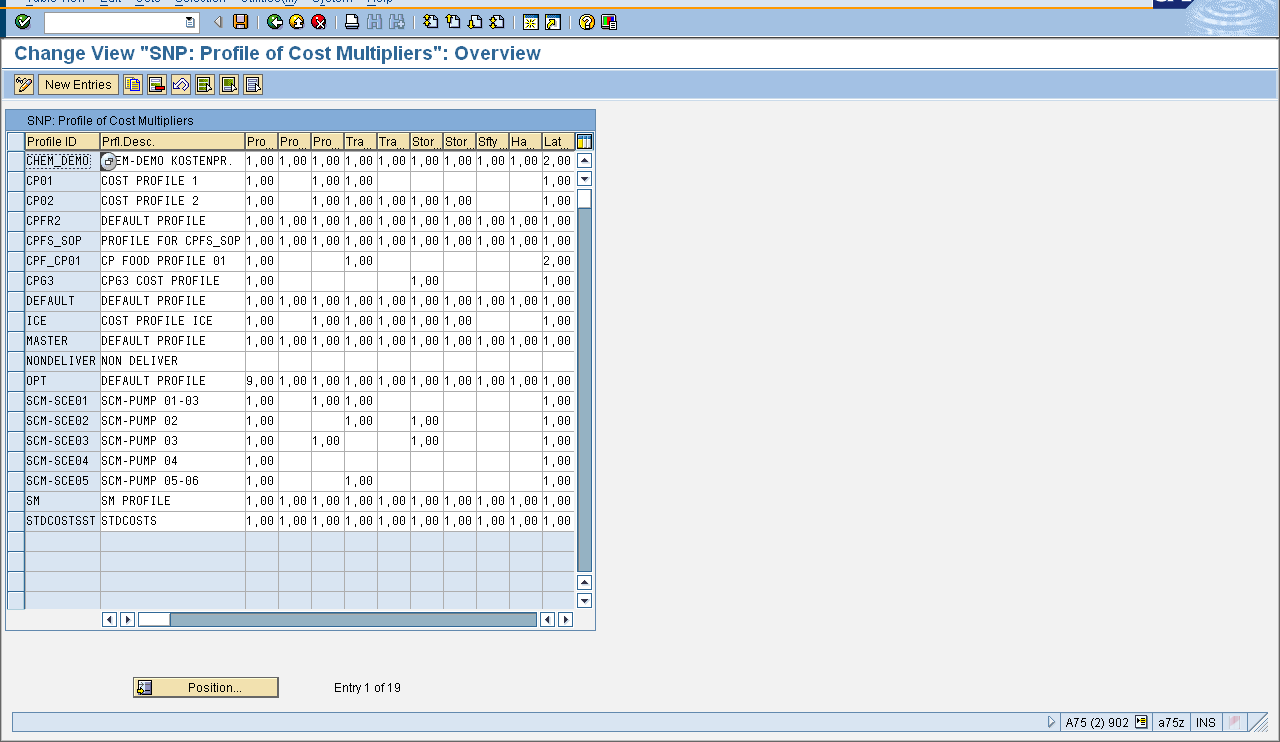 Table View Edit Goto Selection Utilities(M) System Help
Change View "SNP: Profile of Cost Multipliers": Overview
New Entries
SNP: Profile of Cost Multipliers
Profile ID Prfl.Desc. Pro... Pro... Pro... Tra... Tra... Stor... Stor... Sfty... Ha... Lat...
CHEM_DEMO EM-DEMO KOSTENPR. 1,00 1,00 1,00 1,00 1,00 1,00 1,00 1,00 1,00 2,00
CP01 COST PROFILE 1 1,00 1,00 1,00 1,00
CP02 COST PROFILE 2 1,00 1,00 1,00 1,00 1,00 1,00 1,00
CPFR2 DEFAULT PROFILE 1,00 1,00 1,00 1,00 1,00 1,00 1,00 1,00 1,00 1,00
CPFS_SOP PROFILE FOR CPFS_SOP 1,00 1,00 1,00 1,00 1,00 1,00 1,00 1,00 1,00 1,00
CPF_CP01 CP FOOD PROFILE 01 1,00 1,00 2,00
CPG3 CPG3 COST PROFILE 1,00 1,00 1,00
DEFAULT DEFAULT PROFILE 1,00 1,00 1,00 1,00 1,00 1,00 1,00 1,00 1,00 1,00
ICE COST PROFILE ICE 1,00 1,00 1,00 1,00 1,00 1,00 1,00
MASTER DEFAULT PROFILE 1,00 1,00 1,00 1,00 1,00 1,00 1,00 1,00 1,00 1,00
NONDELIVER NON DELIVER
OPT DEFAULT PROFILE 9,00 1,00 1,00 1,00 1,00 1,00 1,00 1,00 1,00 1,00
SCM-SCE01 SCM-PUMP 01-03 1,00 1,00 1,00 1,00
SCM-SCE02 SCM-PUMP 02 1,00 1,00 1,00 1,00
SCM-SCE03 SCM-PUMP 03 1,00 1,00 1,00 1,00
SCM-SCE04 SCM-PUMP 04 1,00 1,00
SCM-SCE05 SCM-PUMP 05-06 1,00 1,00 1,00
SM SM PROFILE 1,00 1,00 1,00 1,00 1,00 1,00 1,00 1,00 1,00 1,00
STDCOSTSST STDCOSTS 1,00 1,00 1,00 1,00 1,00 1,00 1,00 1,00 1,00 1,00
Position... Entry 1 of 19
A75 (2) 902 a75z INS